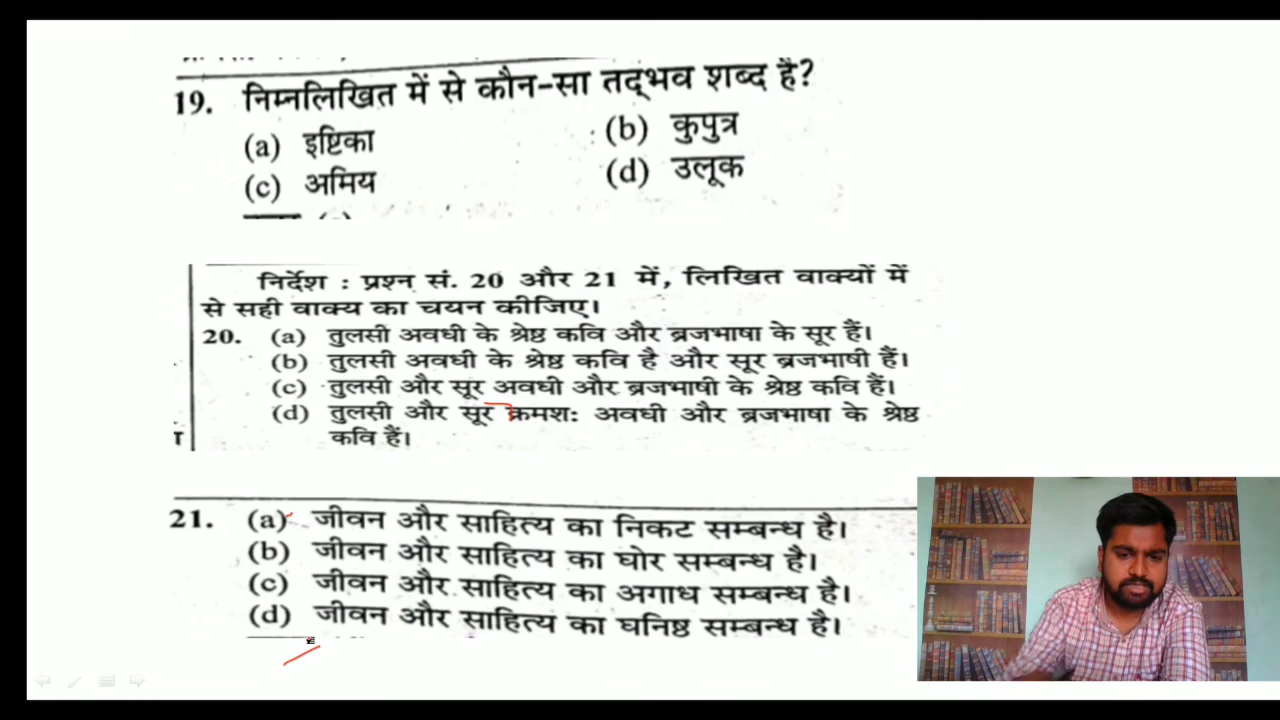 19. निम्नलिखित में से कौन-सा तद्भव शब्द है?
(a) इष्टिका (b) कुपुत्र
(c) अमिय (d) उलूक
निर्देश : प्रश्न सं. 20 और 21 में, लिखित वाक्यों में
से सही वाक्य का चयन कीजिए।
20. (a) तुलसी अवधी के श्रेष्ठ कवि और ब्रजभाषा के सूर हैं।
(b) तुलसी अवधी के श्रेष्ठ कवि है और सूर ब्रजभाषी हैं।
(c) तुलसी और सूर अवधी और ब्रजभाषी के श्रेष्ठ कवि हैं।
(d) तुलसी और सूर क्रमशः अवधी और ब्रजभाषा के श्रेष्ठ
कवि हैं।
21. (a) जीवन और साहित्य का निकट सम्बन्ध है।
(b) जीवन और साहित्य का घोर सम्बन्ध है।
(c) जीवन और साहित्य का अगाध सम्बन्ध है।
(d) जीवन और साहित्य का घनिष्ठ सम्बन्ध है।